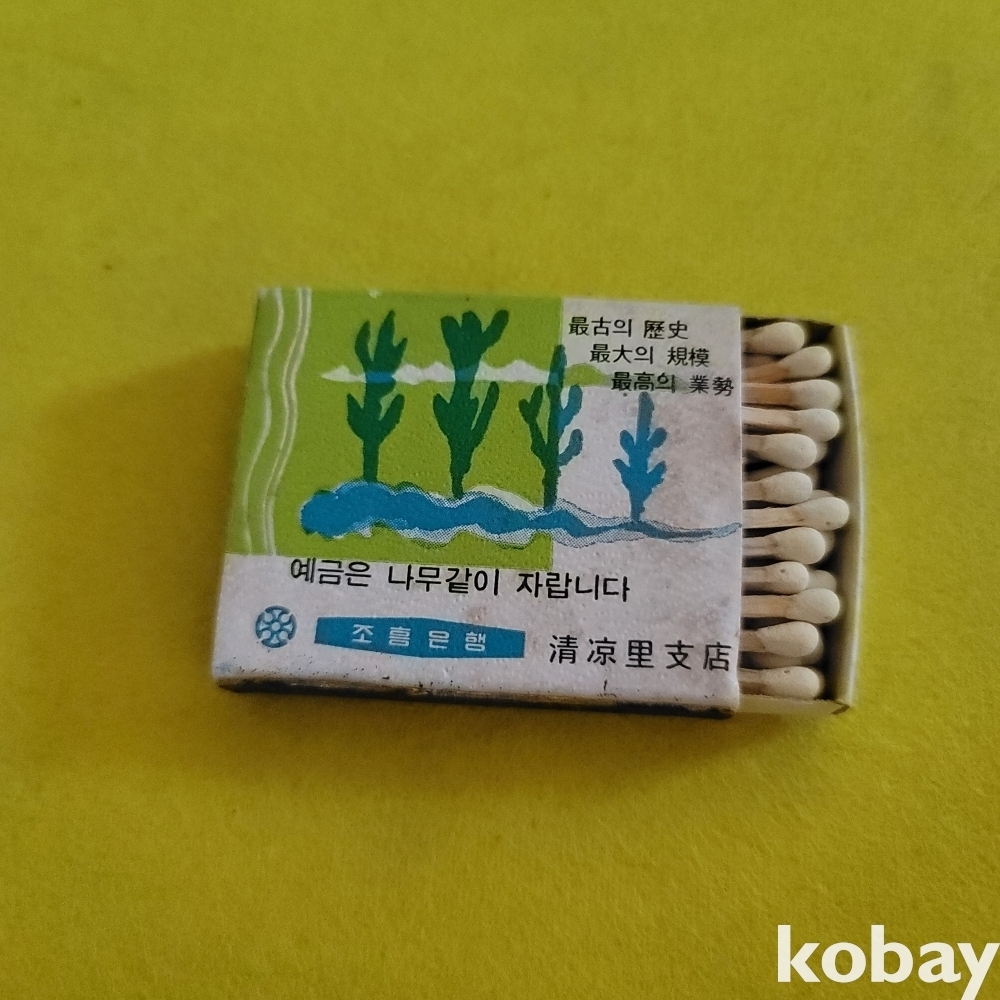 最古의 歷史
最大의 規模
最高의 業勢
예금은 나무같이 자랍니다
조흥은행 清凉里支店
kobay